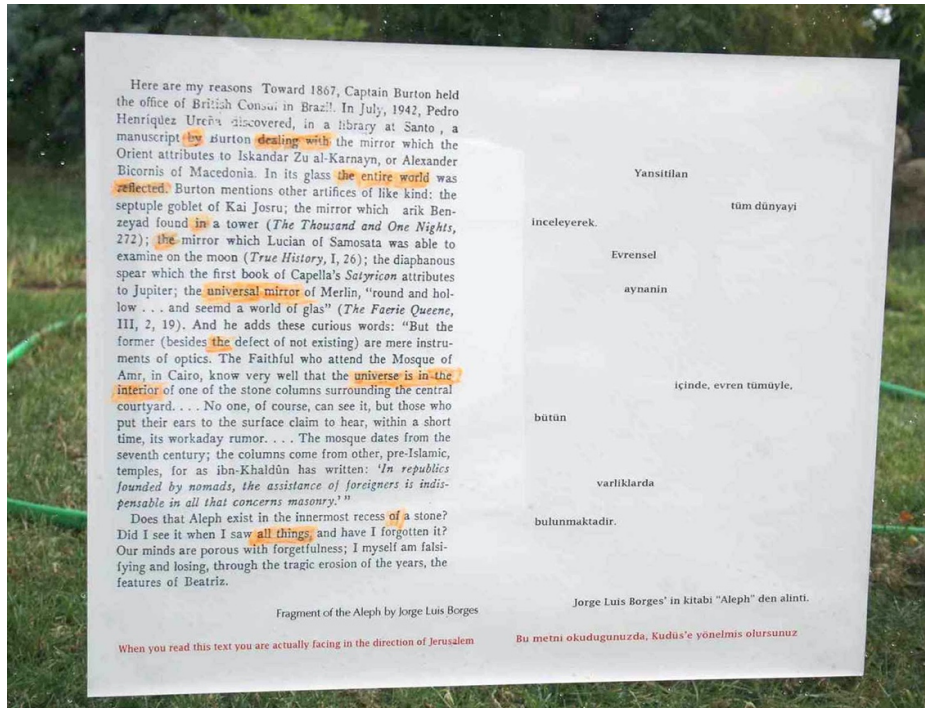 Here are my reasons Toward 1867, Captain Burton held
the office of British Consul in Brazil. In July, 1942, Pedro
Henríquez Ureña discovered, in a library at Santo , a
manuscript by Burton dealing with the mirror which the
Orient attributes to Iskandar Zu al-Karnayn, or Alexander
Bicornis of Macedonia. In its glass the entire world was
reflected. Burton mentions other artifices of like kind: the
septuple goblet of Kai Josru; the mirror which arik Ben-
zeyad found in a tower (The Thousand and One Nights,
272); the mirror which Lucian of Samosata was able to
examine on the moon (True History, I, 26); the diaphanous
spear which the first book of Capella's Satyricon attributes
to Jupiter; the universal mirror of Merlin, "round and hol-
low . . . and seemd a world of glas" (The Faerie Queene,
III, 2, 19). And he adds these curious words: "But the
former (besides the defect of not existing) are mere instru-
ments of optics. The Faithful who attend the Mosque of
Amr, in Cairo, know very well that the universe is in the
interior of one of the stone columns surrounding the central
courtyard. . . . No one, of course, can see it, but those who
put their ears to the surface claim to hear, within a short
time, its workaday rumor. . . . The mosque dates from the
seventh century; the columns come from other, pre-Islamic,
temples, for as ibn-Khaldûn has written: 'In republics
founded by nomads, the assistance of foreigners is indis-
pensable in all that concerns masonry.' "
Does that Aleph exist in the innermost recess of a stone?
Did I see it when I saw all things, and have I forgotten it?
Our minds are porous with forgetfulness; I myself am falsi-
fying and losing, through the tragic erosion of the years, the
features of Beatriz.
Fragment of the Aleph by Jorge Luis Borges
When you read this text you are actually facing in the direction of Jerusalem
Yansitilan
tüm dünyayi
inceleyerek.
Evrensel
aynanin
içinde, evren tümüyle,
bütün
varliklarda
bulunmaktadir.
Jorge Luis Borges' in kitabi "Aleph" den alinti.
Bu metni okudugunuzda, Kudüs'e yönelmis olursunuz